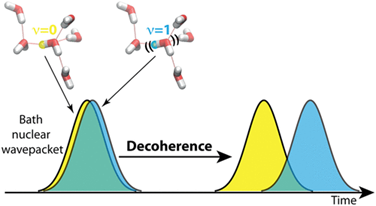 ν=0
ν=1
Bath
nuclear
wavepacket
Decoherence
Time